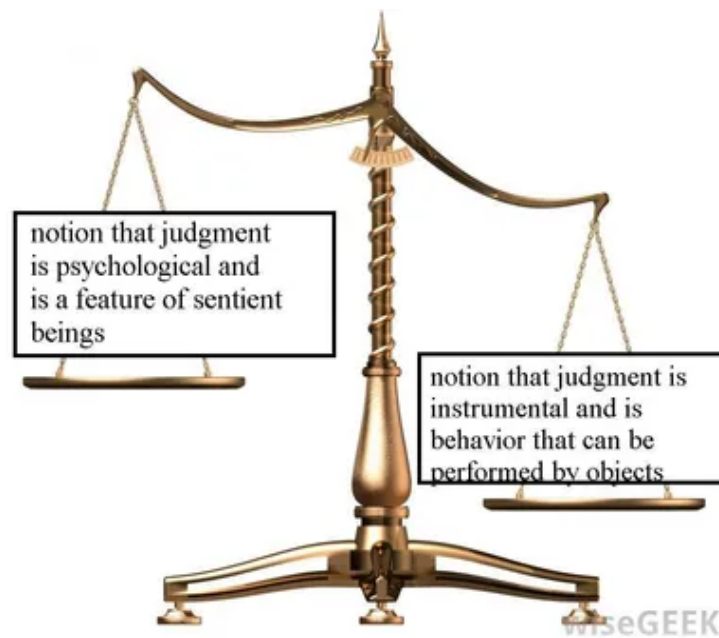 notion that judgment
is psychological and
is a feature of sentient
beings
notion that judgment is
instrumental and is
behavior that can be
performed by objects
wiseGEEK